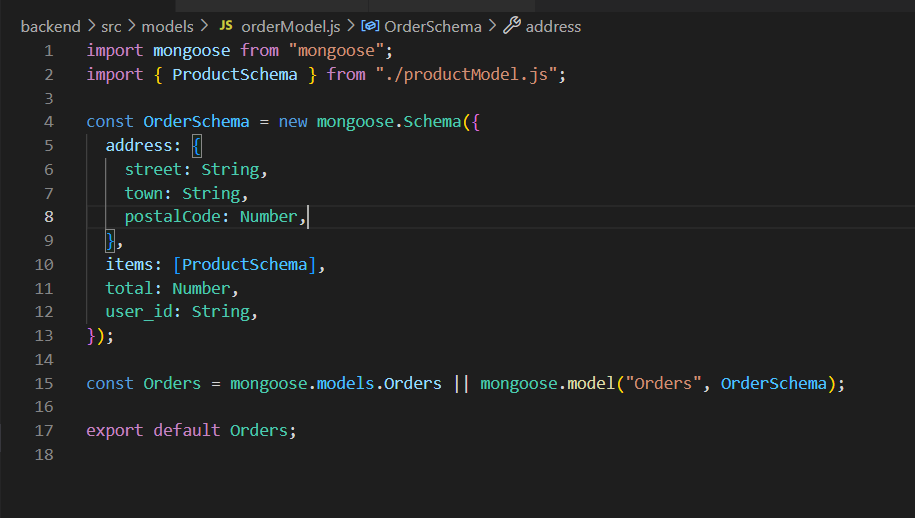 backend > src > models > JS orderModel.js > OrderSchema > address
1 import mongoose from "mongoose";
2 import { ProductSchema } from "./productModel.js";
3
4 const OrderSchema = new mongoose.Schema({
5   address: {
6     street: String,
7     town: String,
8     postalCode: Number,
9   },
10   items: [ProductSchema],
11   total: Number,
12   user_id: String,
13 });
14
15 const Orders = mongoose.models.Orders || mongoose.model("Orders", OrderSchema);
16
17 export default Orders;
18